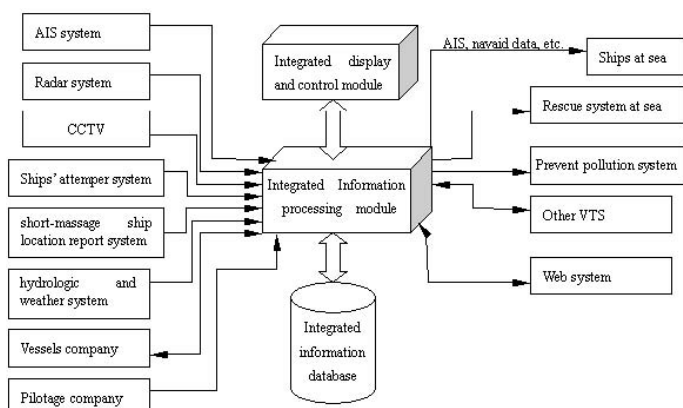 AIS system
Radar system
CCTV
Ships' attemper system
short-massage ship
location report system
hydrologic and
weather system
Vessels company
Pilotage company
Integrated display
and control module
Integrated Information
processing module
Integrated
information
database
AIS, navaid data, etc.
Ships at sea
Rescue system at sea
Prevent pollution system
Other VTS
Web system